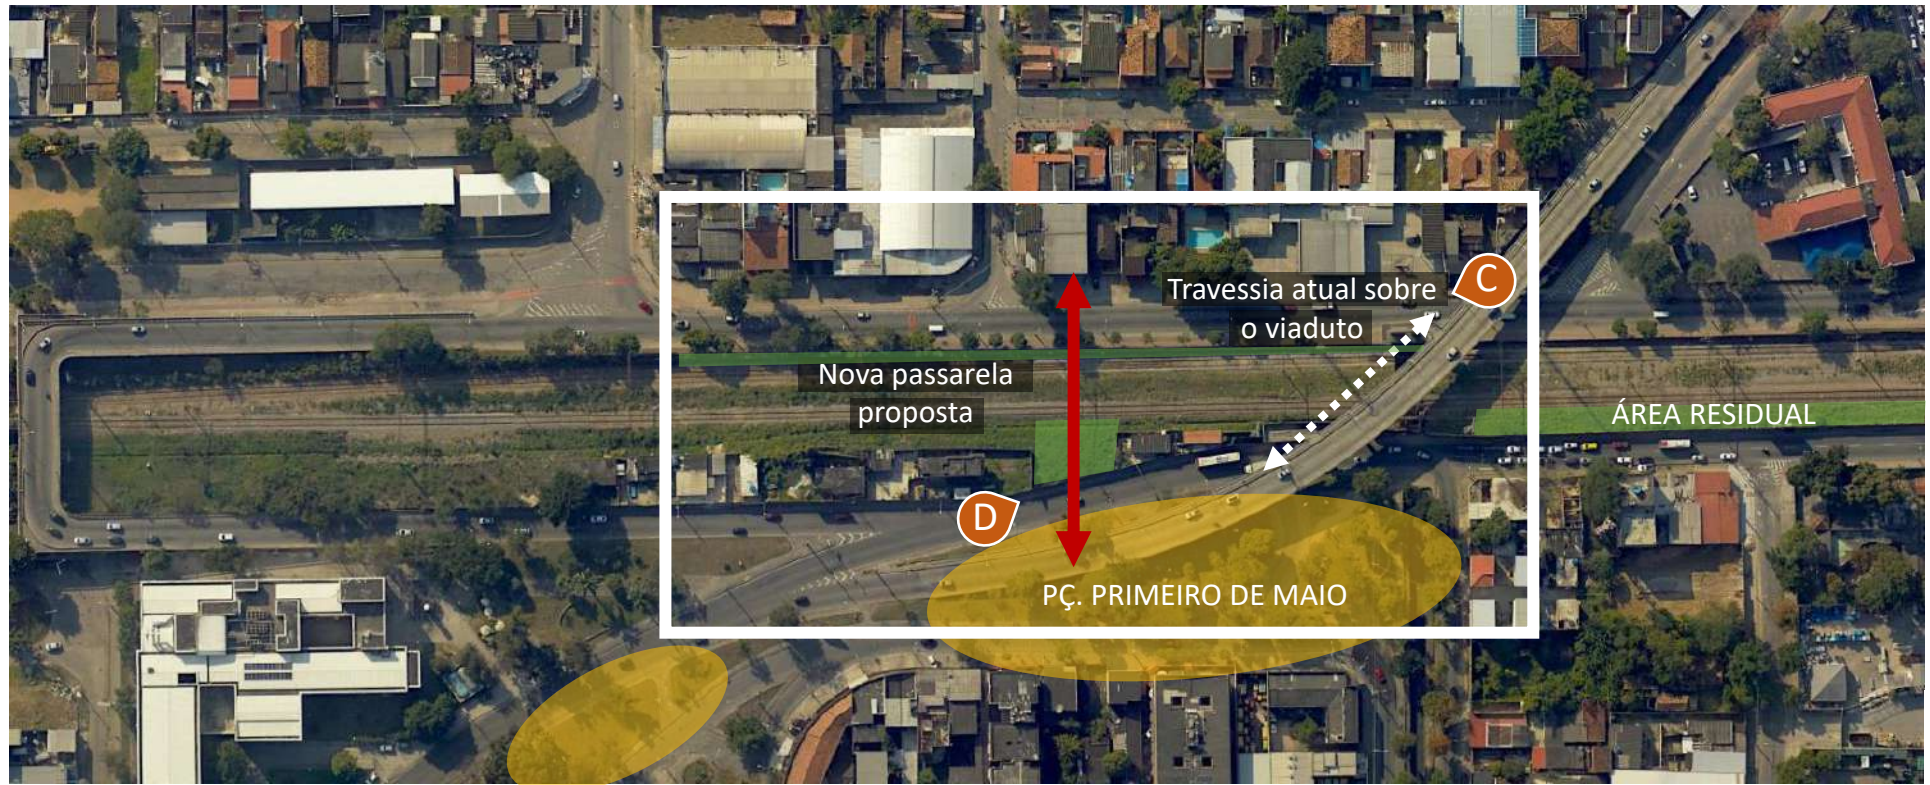 Travessia atual sobre
o viaduto
C
Nova passarela
proposta
ÁREA RESIDUAL
D
PÇ. PRIMEIRO DE MAIO